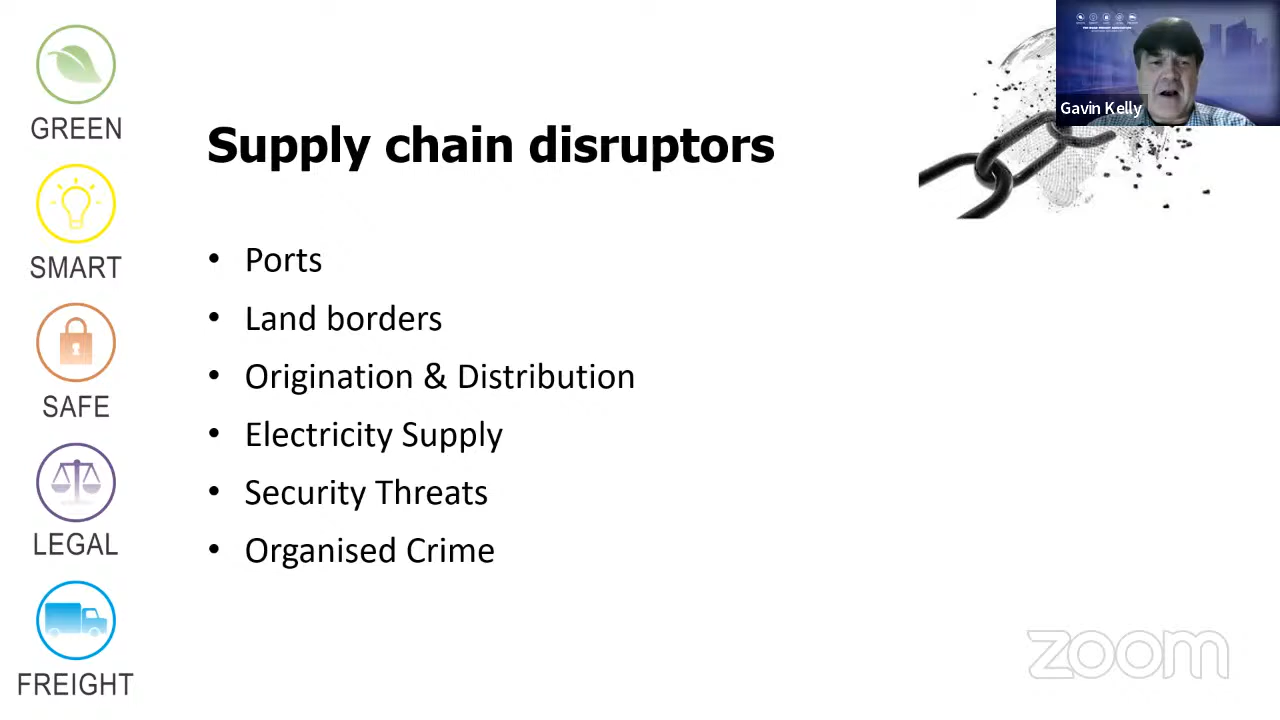 GREEN
SMART
SAFE
LEGAL
FREIGHT
Supply chain disruptors
• Ports
• Land borders
• Origination & Distribution
• Electricity Supply
• Security Threats
• Organised Crime
Gavin Kelly
zoom